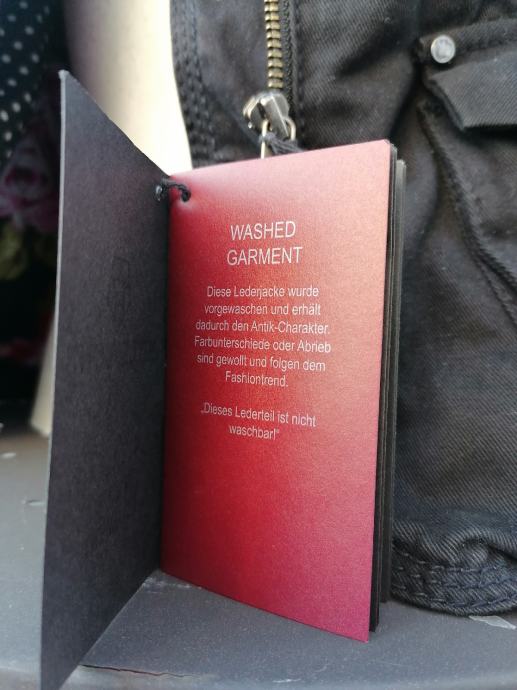 WASHED
GARMENT
Diese Lederjacke wurde
vorgewaschen und erhält
dadurch den Antik-Charakter.
Farbunterschiede oder Abrieb
sind gewollt und folgen dem
Fashiontrend.
„Dieses Lederteil ist nicht
waschbar!“